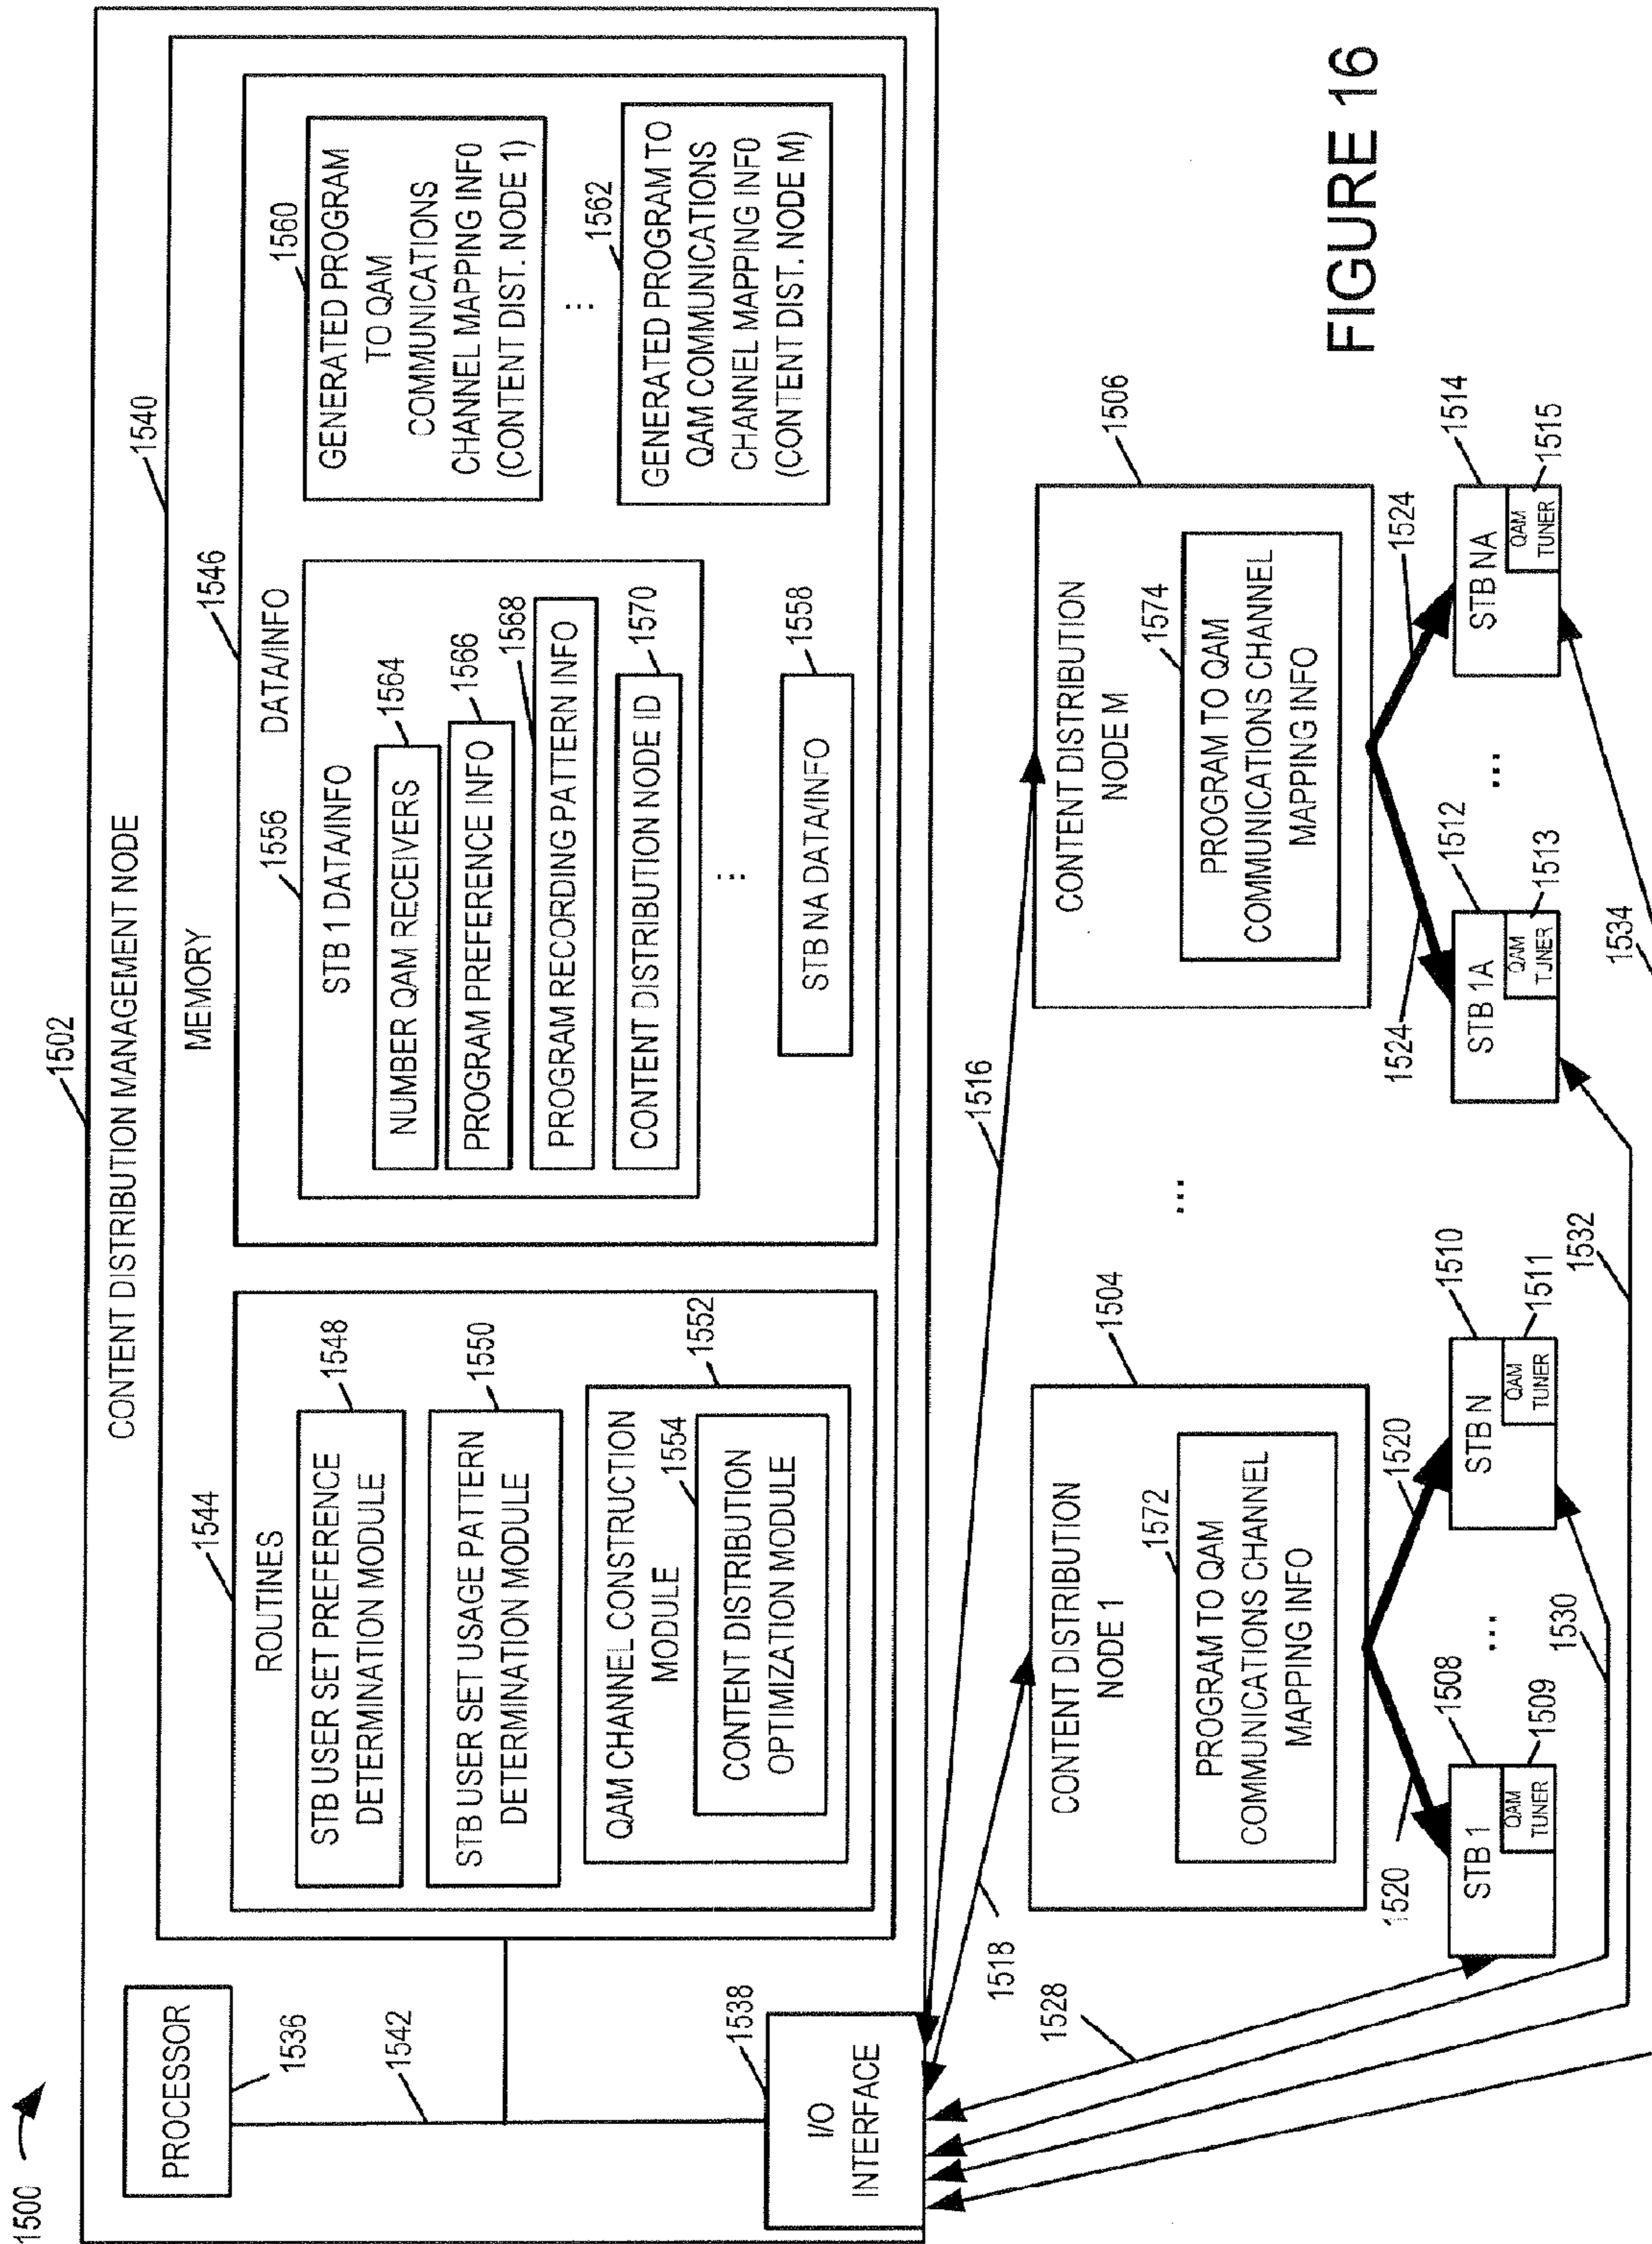 1500
1502
CONTENT DISTRIBUTION MANAGEMENT NODE
PROCESSOR
1536
1542
1538
I/O
INTERFACE
1540
MEMORY
1544
ROUTINES
1548
STB USER SET PREFERENCE
DETERMINATION MODULE
1550
STB USER SET USAGE PATTERN
DETERMINATION MODULE
1552
QAM CHANNEL CONSTRUCTION
MODULE
1554
CONTENT DISTRIBUTION
OPTIMIZATION MODULE
1546
DATA/INFO
1556
STB 1 DATA/INFO
1564
NUMBER QAM RECEIVERS
1566
PROGRAM PREFERENCE INFO
1568
PROGRAM RECORDING PATTERN INFO
1570
CONTENT DISTRIBUTION NODE ID
...
1558
STB NA DATA/INFO
1560
GENERATED PROGRAM
TO QAM
COMMUNICATIONS
CHANNEL MAPPING INF0
(CONTENT DIST. NODE 1)
...
1562
GENERATED PROGRAM TO
QAM COMMUNICATIONS
CHANNEL MAPPING INF0
(CONTENT DIST. NODE M)
1518
1516
1504
CONTENT DISTRIBUTION
NODE 1
1572
PROGRAM TO QAM
COMMUNICATIONS CHANNEL
MAPPING INFO
...
1506
CONTENT DISTRIBUTION
NODE M
1574
PROGRAM TO QAM
COMMUNICATIONS CHANNEL
MAPPING INFO
1528
1520
1508
STB 1
QAM
TUNER
1509
...
1520
1510
STB N
QAM
TUNER
1511
1530
1532
1524
1512
STB 1A
QAM
TUNER
1513
...
1524
1514
STB NA
QAM
TUNER
1515
1534
FIGURE 16